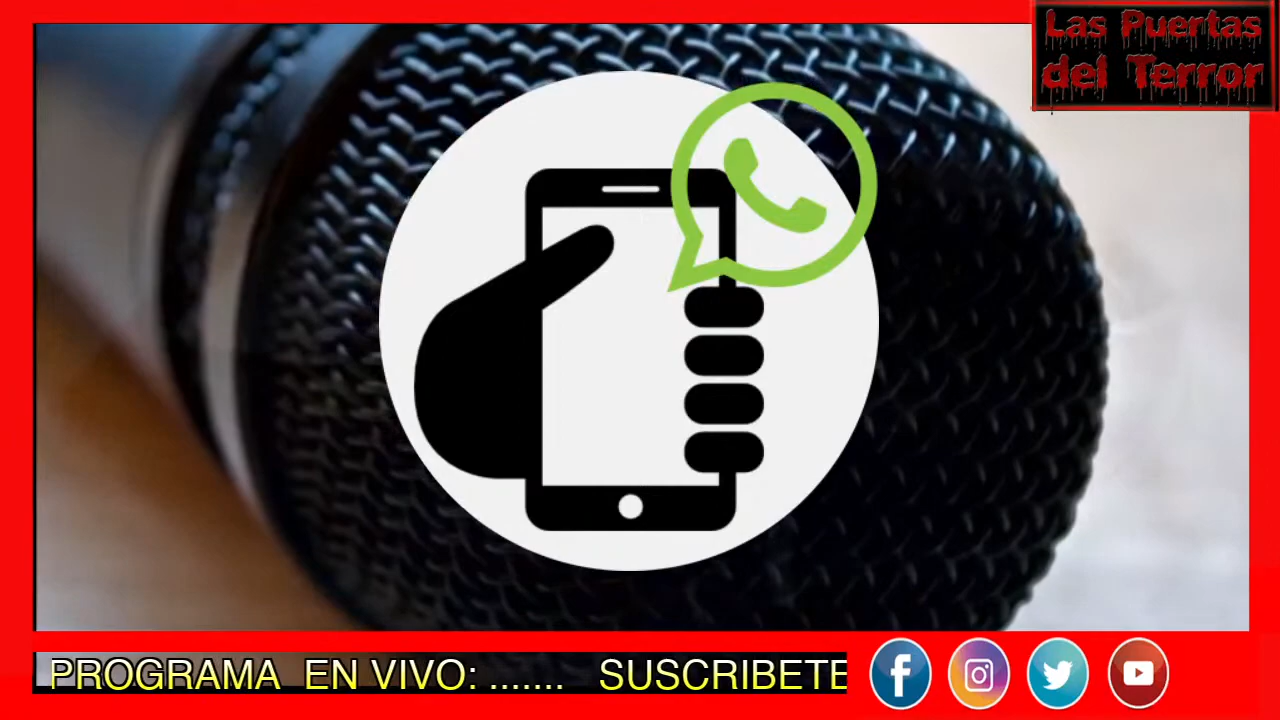 Las Puertas
del Terror
PROGRAMA EN VIVO: ....... SUSCRIBETE